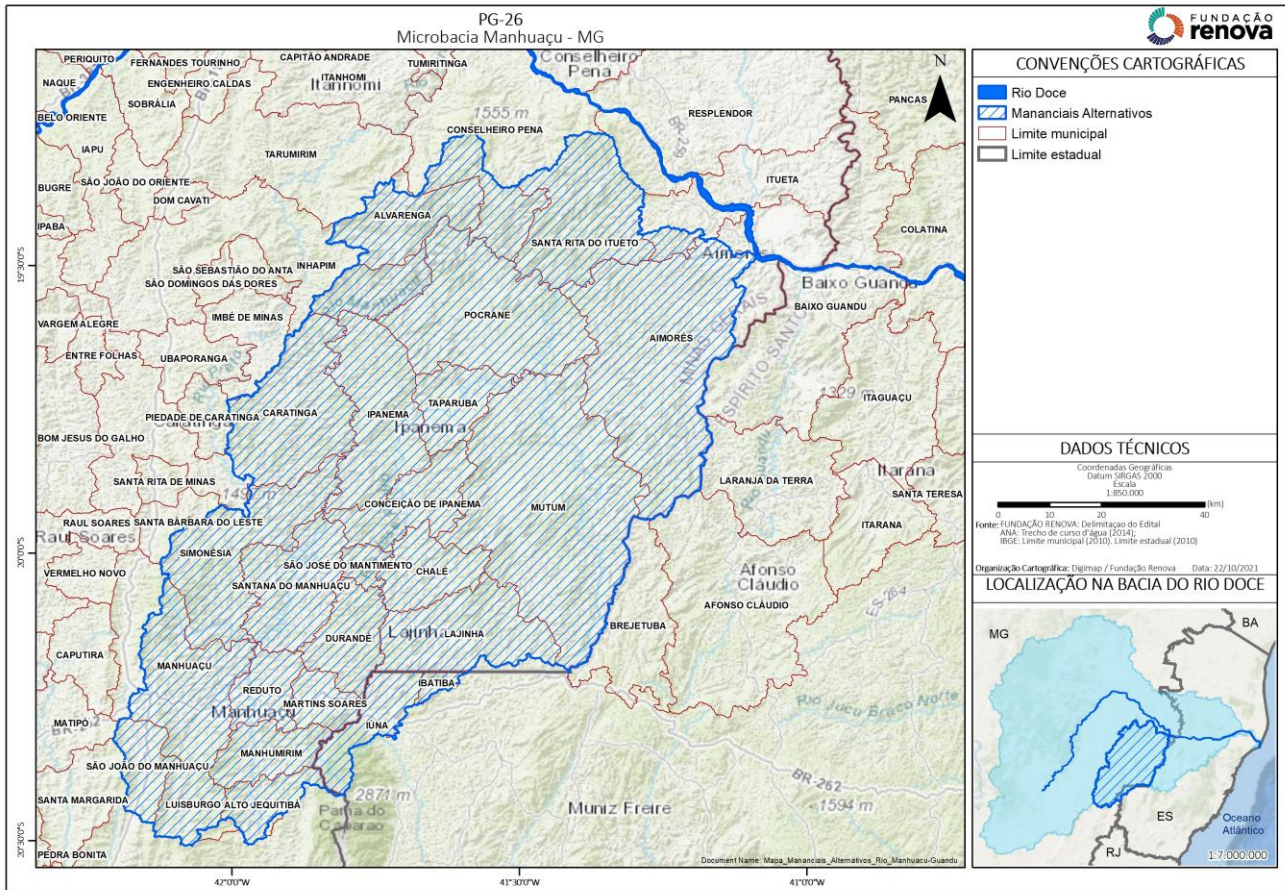 PG-26
Microbacia Manhuaçu - MG
FUNDAÇÃO
renova
CONVENÇÕES CARTOGRÁFICAS
Rio Doce
Mananciais Alternativos
Limite municipal
Limite estadual
DADOS TÉCNICOS
Coordenadas Geográficas
Datum SIRGAS 2000
Escala
1:850.000
(km)
0 10 20 40
Fonte: FUNDAÇÃO RENOVA: Delimitaçao do Edital
ANA: Trecho de curso d'água (2014);
IBGE: Limite municipal (2010). Limite estadual (2010)
Organização Cartográfica: Digimap / Fundação Renova Data: 22/10/2021
LOCALIZAÇÃO NA BACIA DO RIO DOCE
MG
BA
ES
RJ
Oceano
Atlântico
1:7.000.000
N
PERIQUITO
FERNANDES TOURINHO
CAPITÃO ANDRADE
TUMIRITINGA
Conselheiro
Pena
NAQUE
ENGENHEIRO CALDAS
ITANHOMI
Itanhomi
SOBRÁLIA
BELO ORIENTE
1555 m
RESPLENDOR
PANCAS
CONSELHEIRO PENA
BR-259
IAPU
TARUMIRIM
BUGRE
SÃO JOÃO DO ORIENTE
ITUETA
DOM CAVATI
IPABA
ALVARENGA
COLATINA
SANTA RITA DO ITUETO
Aimorés
INHAPIM
SÃO SEBASTIÃO DO ANTA
SÃO DOMINGOS DAS DORES
Baixo Guandu
BAIXO GUANDU
IMBÉ DE MINAS
POCRANE
VARGEM ALEGRE
AIMORÉS
MINAS GERAIS
ESPÍRITO SANTO
ENTRE FOLHAS
UBAPORANGA
1329 m
ITAGUAÇU
TAPARUBA
PIEDADE DE CARATINGA
Caratinga
CARATINGA
IPANEMA
Ipanema
BOM JESUS DO GALHO
Itarana
LARANJA DA TERRA
SANTA RITA DE MINAS
SANTA TERESA
CONCEIÇÃO DE IPANEMA
MUTUM
RAUL SOARES
SANTA BÁRBARA DO LESTE
Raul Soares
ITARANA
SIMONÉSIA
SÃO JOSÉ DO MANTIMENTO
VERMELHO NOVO
CHALÉ
Afonso
Cláudio
SANTANA DO MANHUAÇU
AFONSO CLÁUDIO
ES-264
BREJETUBA
DURANDÉ
Lajinha
LAJINHA
CAPUTIRA
MANHUAÇU
IBATIBA
REDUTO
Manhuaçu
MARTINS SOARES
Rio Jucu Braço Norte
MATIPÓ
IÚNA
MANHUMIRIM
SÃO JOÃO DO MANHUAÇU
BR-262
SANTA MARGARIDA
LUISBURGO
ALTO JEQUITIBÁ
2871 m
Muniz Freire
1594 m
PEDRA BONITA
Document Name: Mapa_Mananciais_Alternativos_Rio_Manhuacu-Guandu
19°30'0"S
20°0'0"S
20°30'0"S
42°0'0"W
41°30'0"W
41°0'0"W